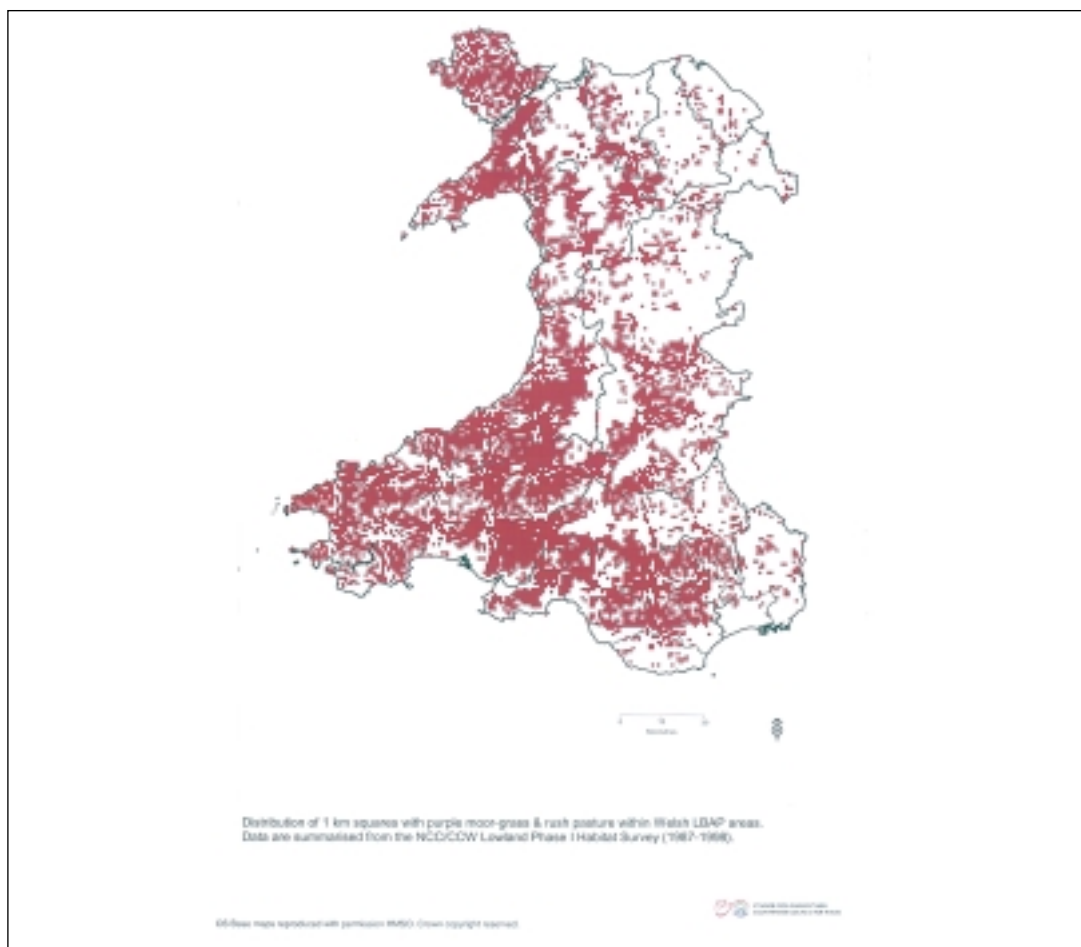 Distribution of 1 km squares with purple moor-grass & rush pasture within Welsh LBAP areas.
Data are summarised from the NCC/CCW Lowland Phase I Habitat Survey (1987-1998).
OS Base maps reproduced with permission HMSO. Crown copyright reserved.